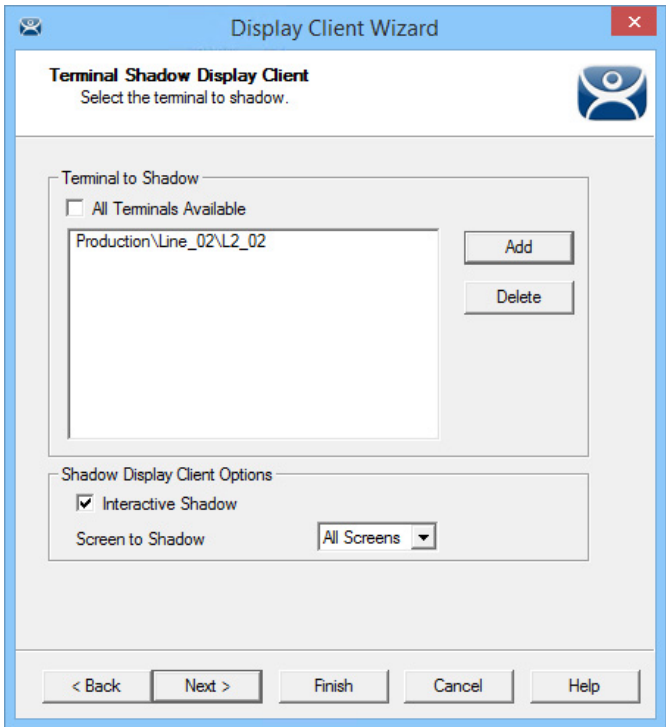 Display Client Wizard
Terminal Shadow Display Client
Select the terminal to shadow.
Terminal to Shadow
All Terminals Available
Production\Line_02\L2_02
Add
Delete
Shadow Display Client Options
Interactive Shadow
Screen to Shadow All Screens
< Back Next > Finish Cancel Help